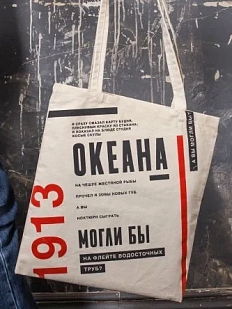 Я СРАЗУ СМАЗАЛ КАРТУ БУДНЯ,
ПЛЕСНУВШИ КРАСКУ ИЗ СТАКАНА;
Я ПОКАЗАЛ НА БЛЮДЕ СТУДНЯ
КОСЫЕ СКУЛЫ
ОКЕАНА
НА ЧЕШУЕ ЖЕСТЯНОЙ РЫБЫ
ПРОЧЕЛ Я ЗОВЫ НОВЫХ ГУБ.
А ВЫ
НОКТЮРН СЫГРАТЬ
МОГЛИ БЫ
НА ФЛЕЙТЕ ВОДОСТОЧНЫХ
ТРУБ?
1913
А ВЫ МОГЛИ БЫ?